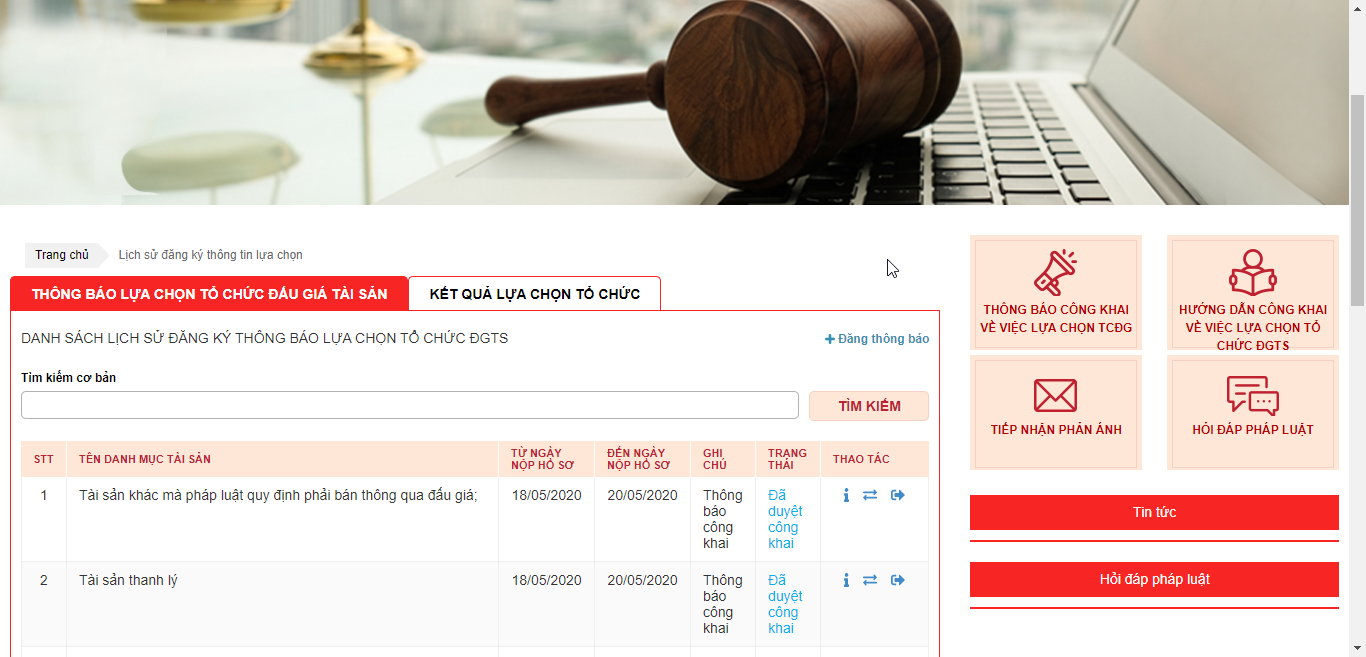 Trang chủ
Lịch sử đăng ký thông tin lựa chọn
THÔNG BÁO LỰA CHỌN TỔ CHỨC ĐẤU GIÁ TÀI SẢN
KẾT QUẢ LỰA CHỌN TỔ CHỨC
DANH SÁCH LỊCH SỬ ĐĂNG KÝ THÔNG BÁO LỰA CHỌN TỔ CHỨC ĐGTS
Đăng thông báo
Tìm kiếm cơ bản
TÌM KIẾM
STT
TÊN DANH MỤC TÀI SẢN
TỪ NGÀY
NỘP HỒ SƠ
ĐẾN NGÀY
NỘP HỒ SƠ
GHI
CHÚ
TRẠNG
THÁI
THAO TÁC
1
Tài sản khác mà pháp luật quy định phải bán thông qua đấu giá;
18/05/2020
20/05/2020
Thông
báo
công
khai
Đã
duyệt
công
khai
2
Tài sản thanh lý
18/05/2020
20/05/2020
Thông
báo
công
khai
Đã
duyệt
công
khai
THÔNG BÁO CÔNG KHAI
VỀ VIỆC LỰA CHỌN TCĐG
HƯỚNG DẪN CÔNG KHAI
VỀ VIỆC LỰA CHỌN TỔ
CHỨC ĐGTS
TIẾP NHẬN PHẢN ÁNH
HỎI ĐÁP PHÁP LUẬT
Tin tức
Hỏi đáp pháp luật